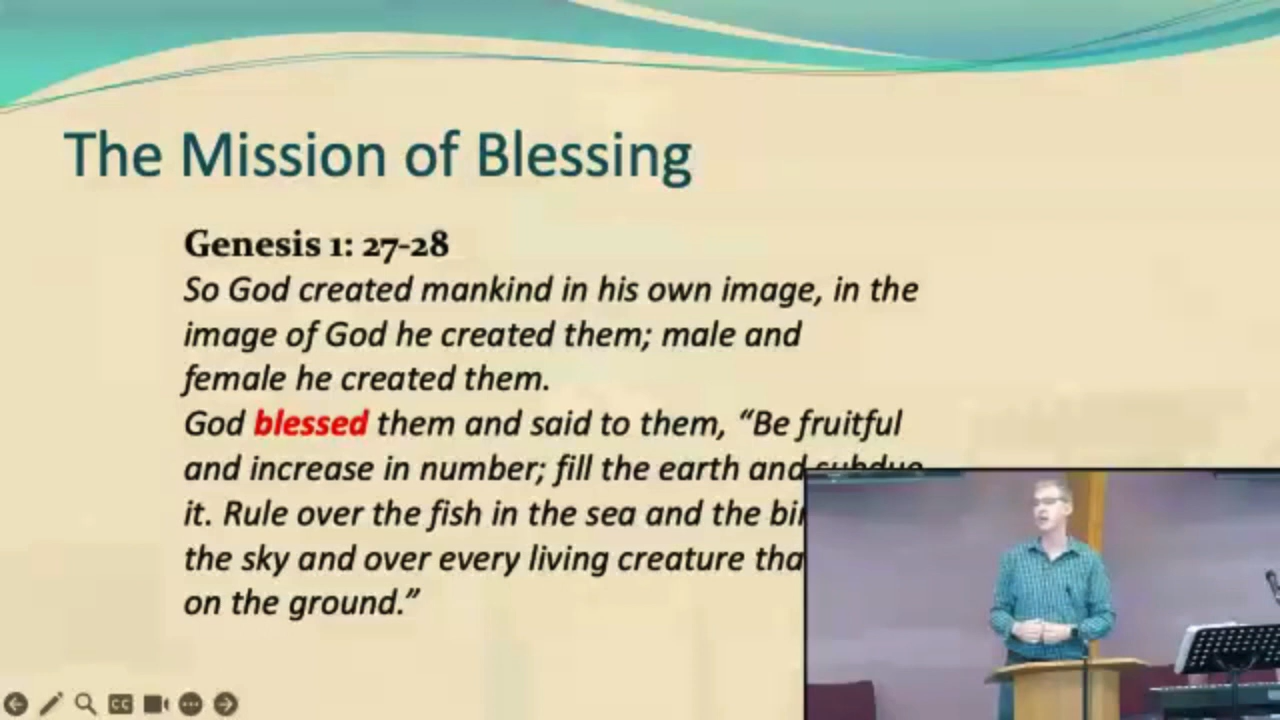 The Mission of Blessing
Genesis 1: 27-28
So God created mankind in his own image, in the
image of God he created them; male and
female he created them.
God blessed them and said to them, “Be fruitful
and increase in number; fill the earth and subdue
it. Rule over the fish in the sea and the
the sky and over every living creature
on the ground.”
CC